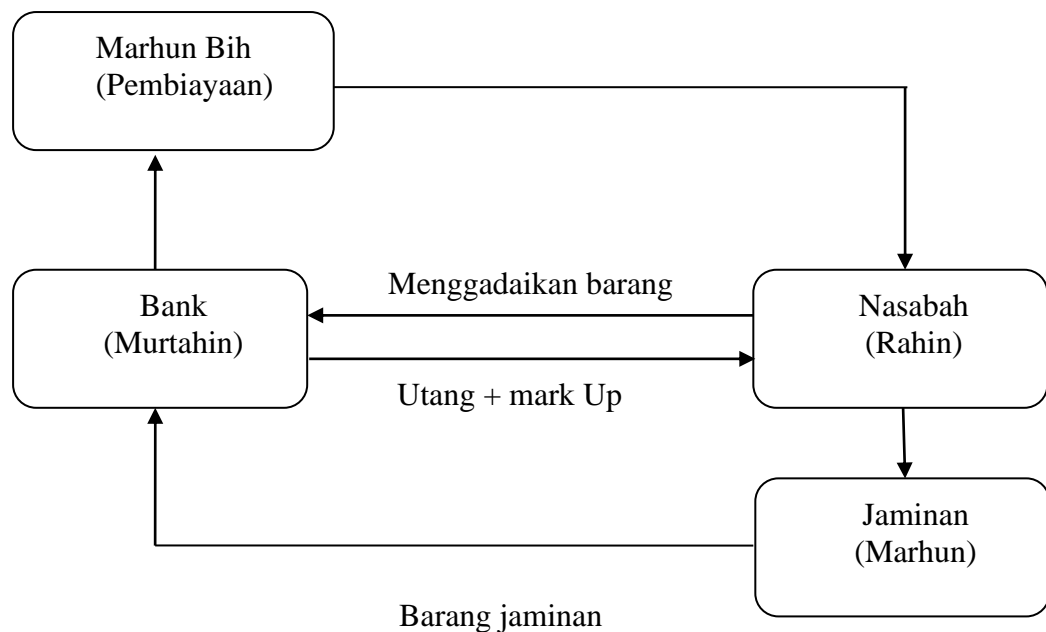 Marhun Bih
(Pembiayaan)
Menggadaikan barang
Bank
(Murtahin)
Nasabah
(Rahin)
Utang + mark Up
Jaminan
(Marhun)
Barang jaminan